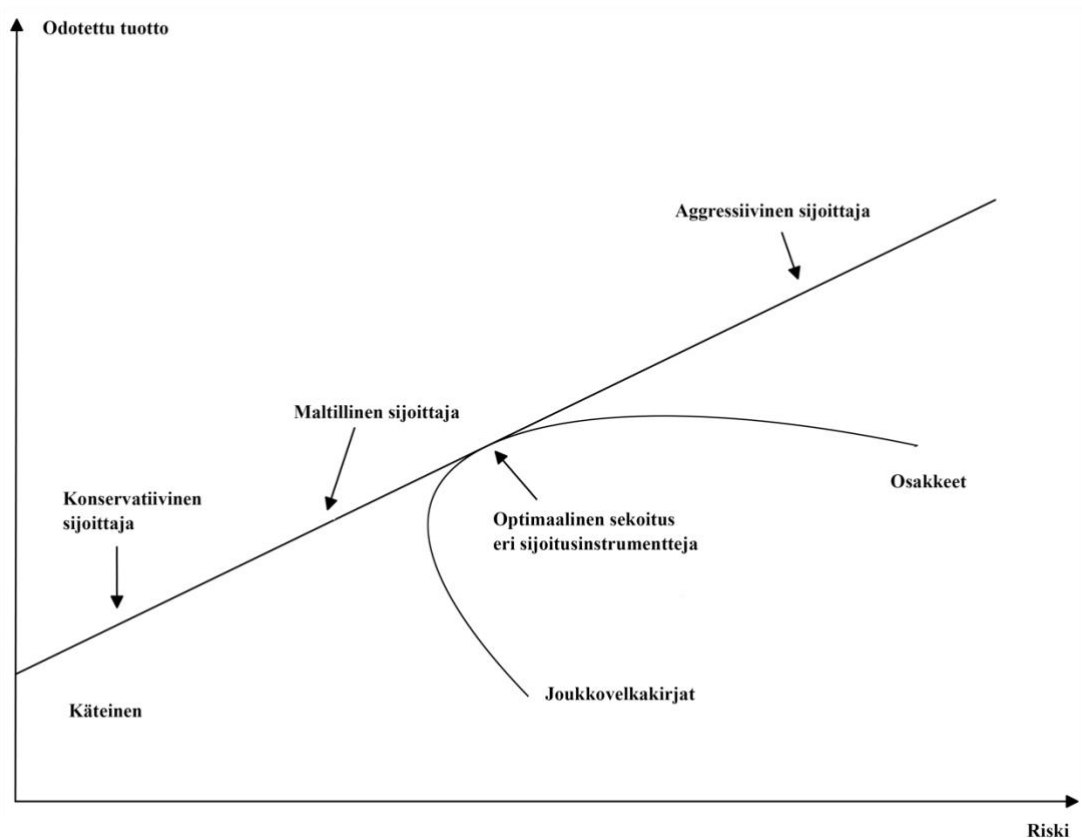 Odotettu tuotto
Aggressiivinen sijoittaja
Maltillinen sijoittaja
Konservatiivinen
sijoittaja
Osakkeet
Optimaalinen sekoitus
eri sijoitusinstrumentteja
Joukkovelkakirjat
Käteinen
Riski